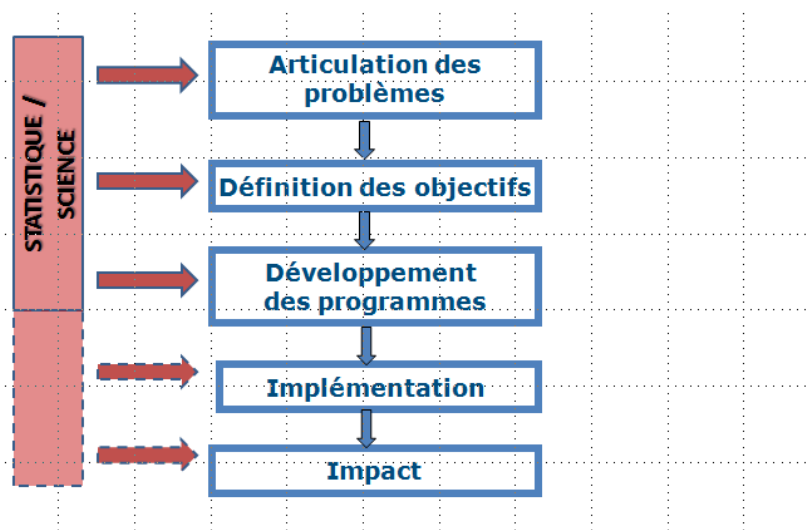 STATISTIQUE /
SCIENCE
Articulation des
problèmes
Définition des objectifs
Développement
des programmes
Implémentation
Impact